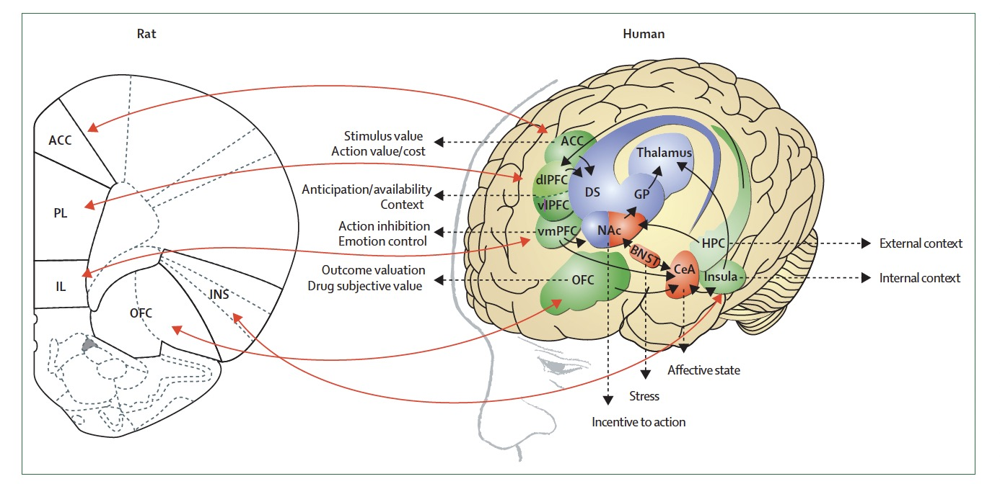 Rat
Human
ACC
PL
IL
OFC
INS
Stimulus value
Action value/cost
Anticipation/availability
Context
Action inhibition
Emotion control
Outcome valuation
Drug subjective value
ACC
dlPFC
vlPFC
vmPFC
OFC
DS
Thalamus
GP
NAc
BNST
CeA
HPC
Insula
External context
Internal context
Affective state
Stress
Incentive to action